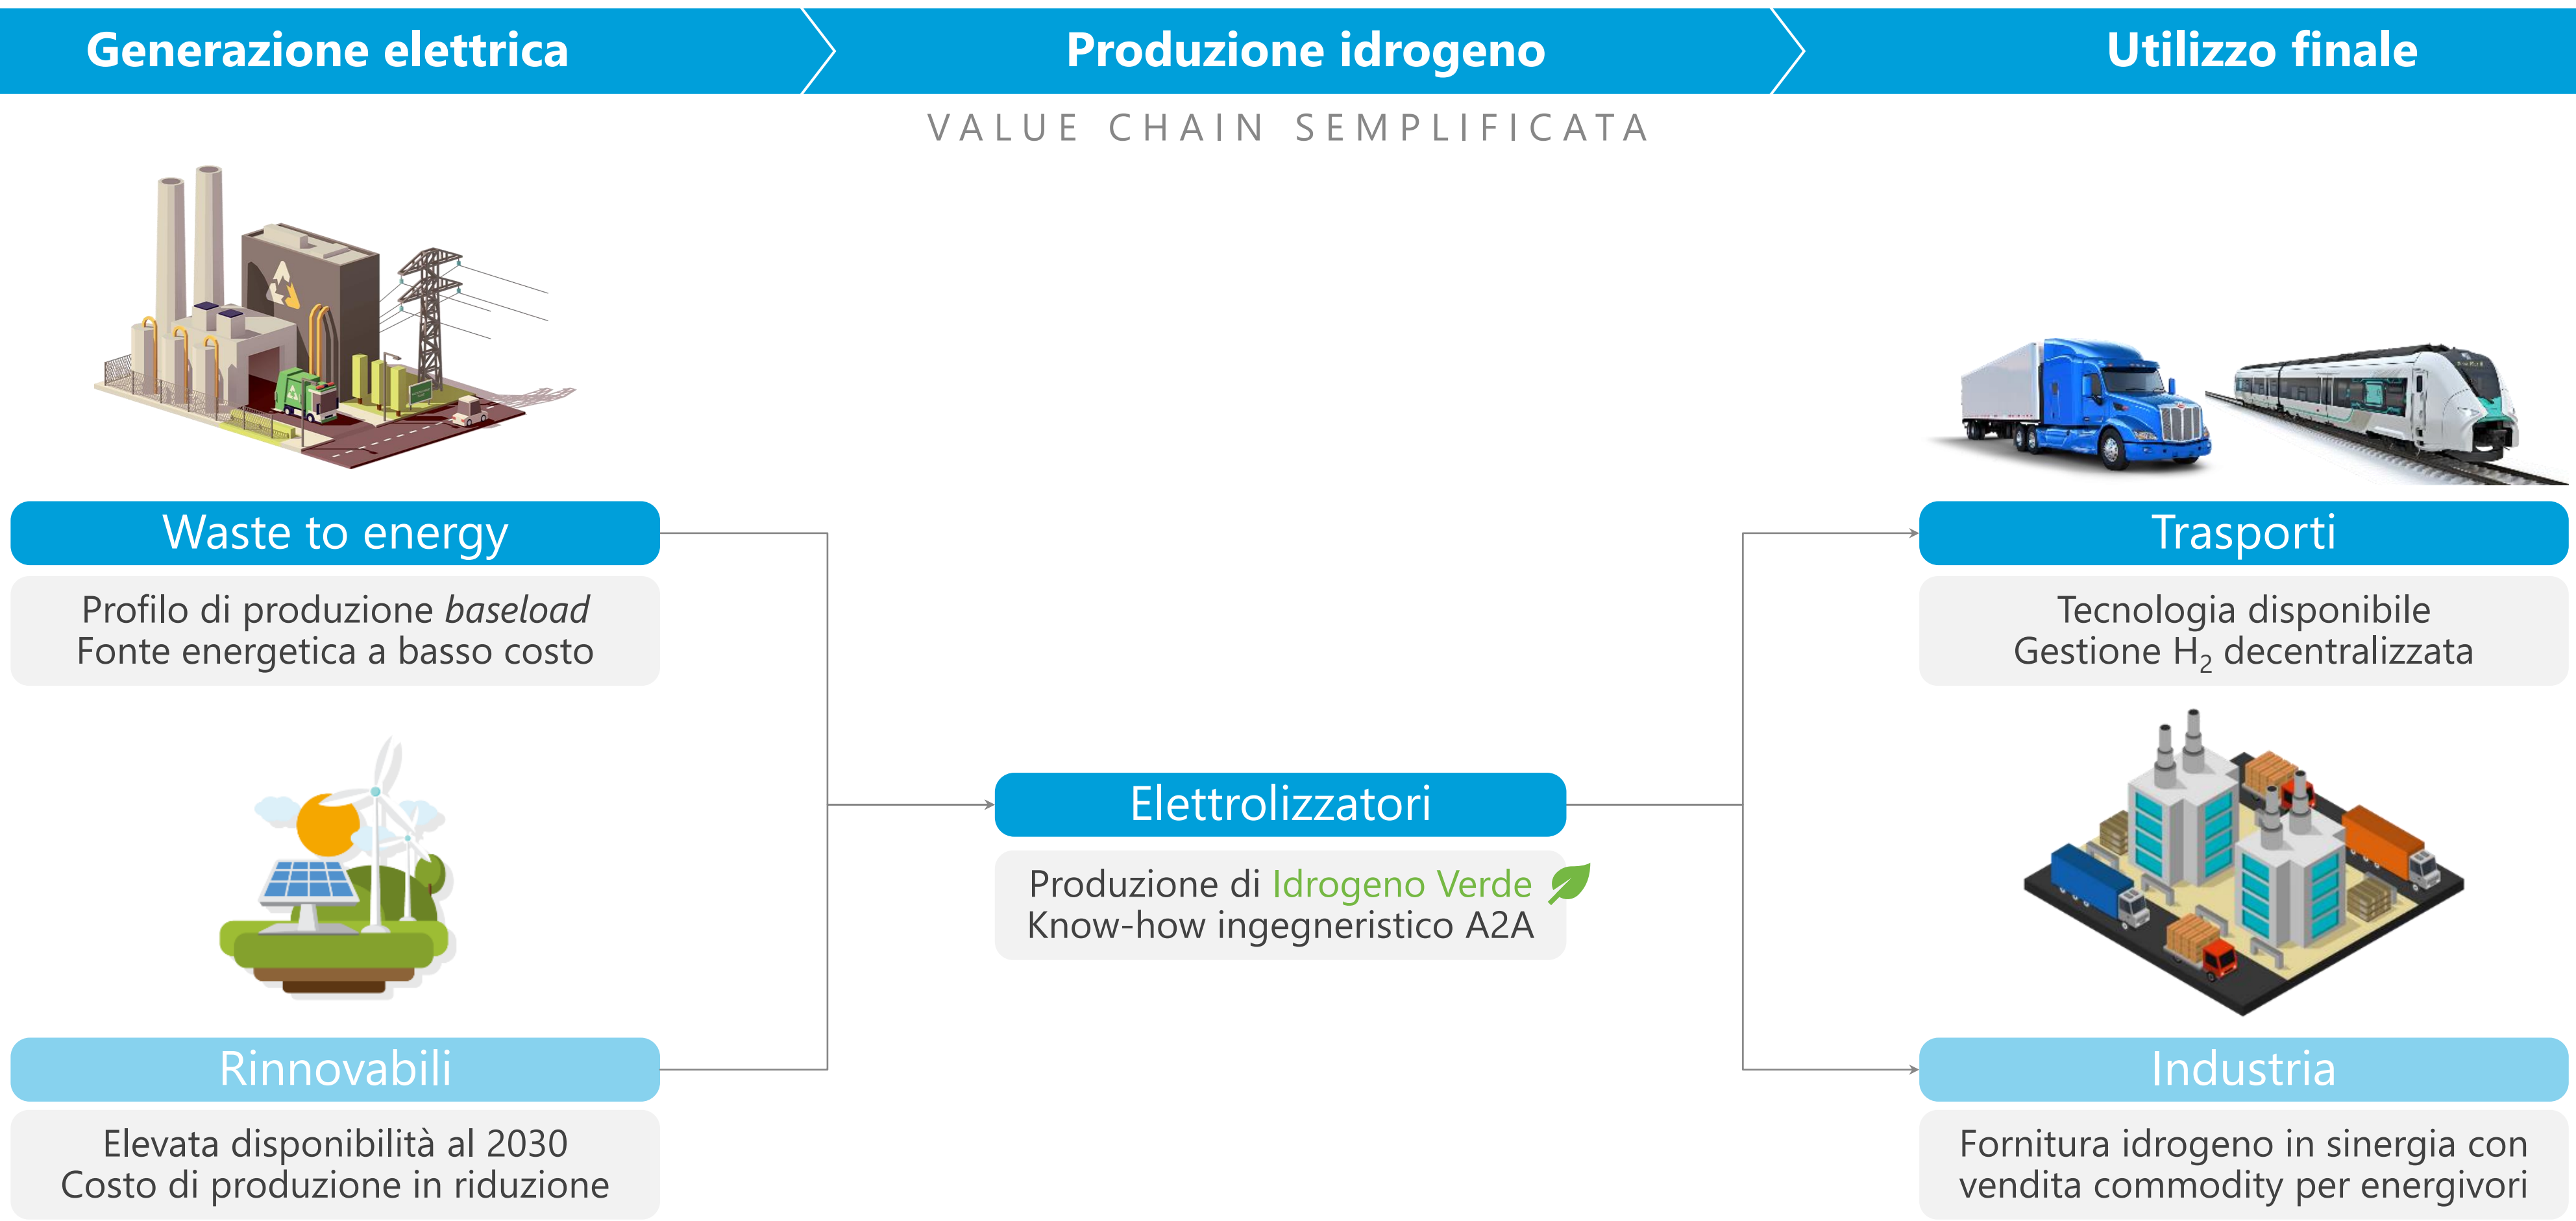 Generazione elettrica
Produzione idrogeno
Utilizzo finale
VALUE CHAIN SEMPLIFICATA
Waste to energy
Profilo di produzione baseload
Fonte energetica a basso costo
Rinnovabili
Elevata disponibilità al 2030
Costo di produzione in riduzione
Elettrolizzatori
Produzione di Idrogeno Verde
Know-how ingegneristico A2A
Trasporti
Tecnologia disponibile
Gestione H₂ decentralizzata
Industria
Fornitura idrogeno in sinergia con
vendita commodity per energivori